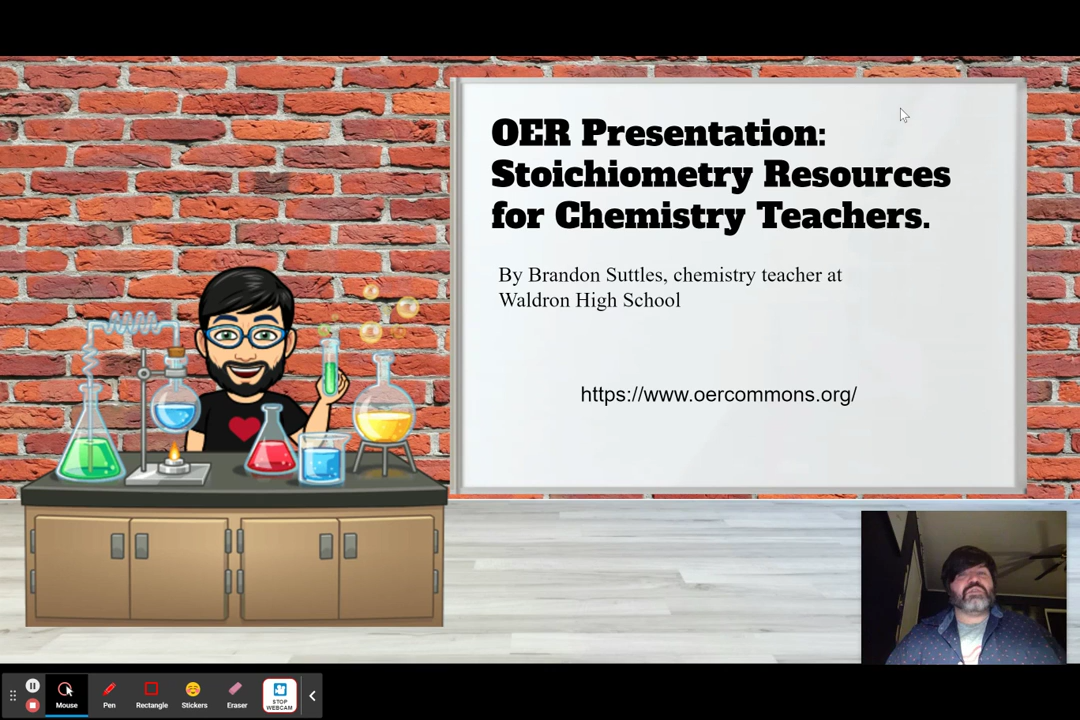 OER Presentation:
Stoichiometry Resources
for Chemistry Teachers.
By Brandon Suttles, chemistry teacher at
Waldron High School
https://www.oercommons.org/
Mouse
Pen
Rectangle
Stickers
Eraser
STOP
WEBCAM